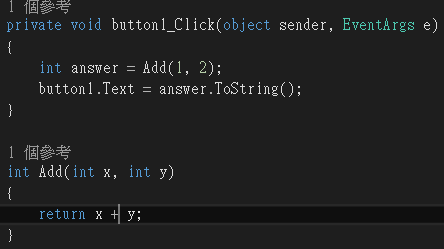 1 個參考
private void button1_Click(object sender, EventArgs e)
{
    int answer = Add(1, 2);
    button1.Text = answer.ToString();
}
1 個參考
int Add(int x, int y)
{
    return x + y;
}